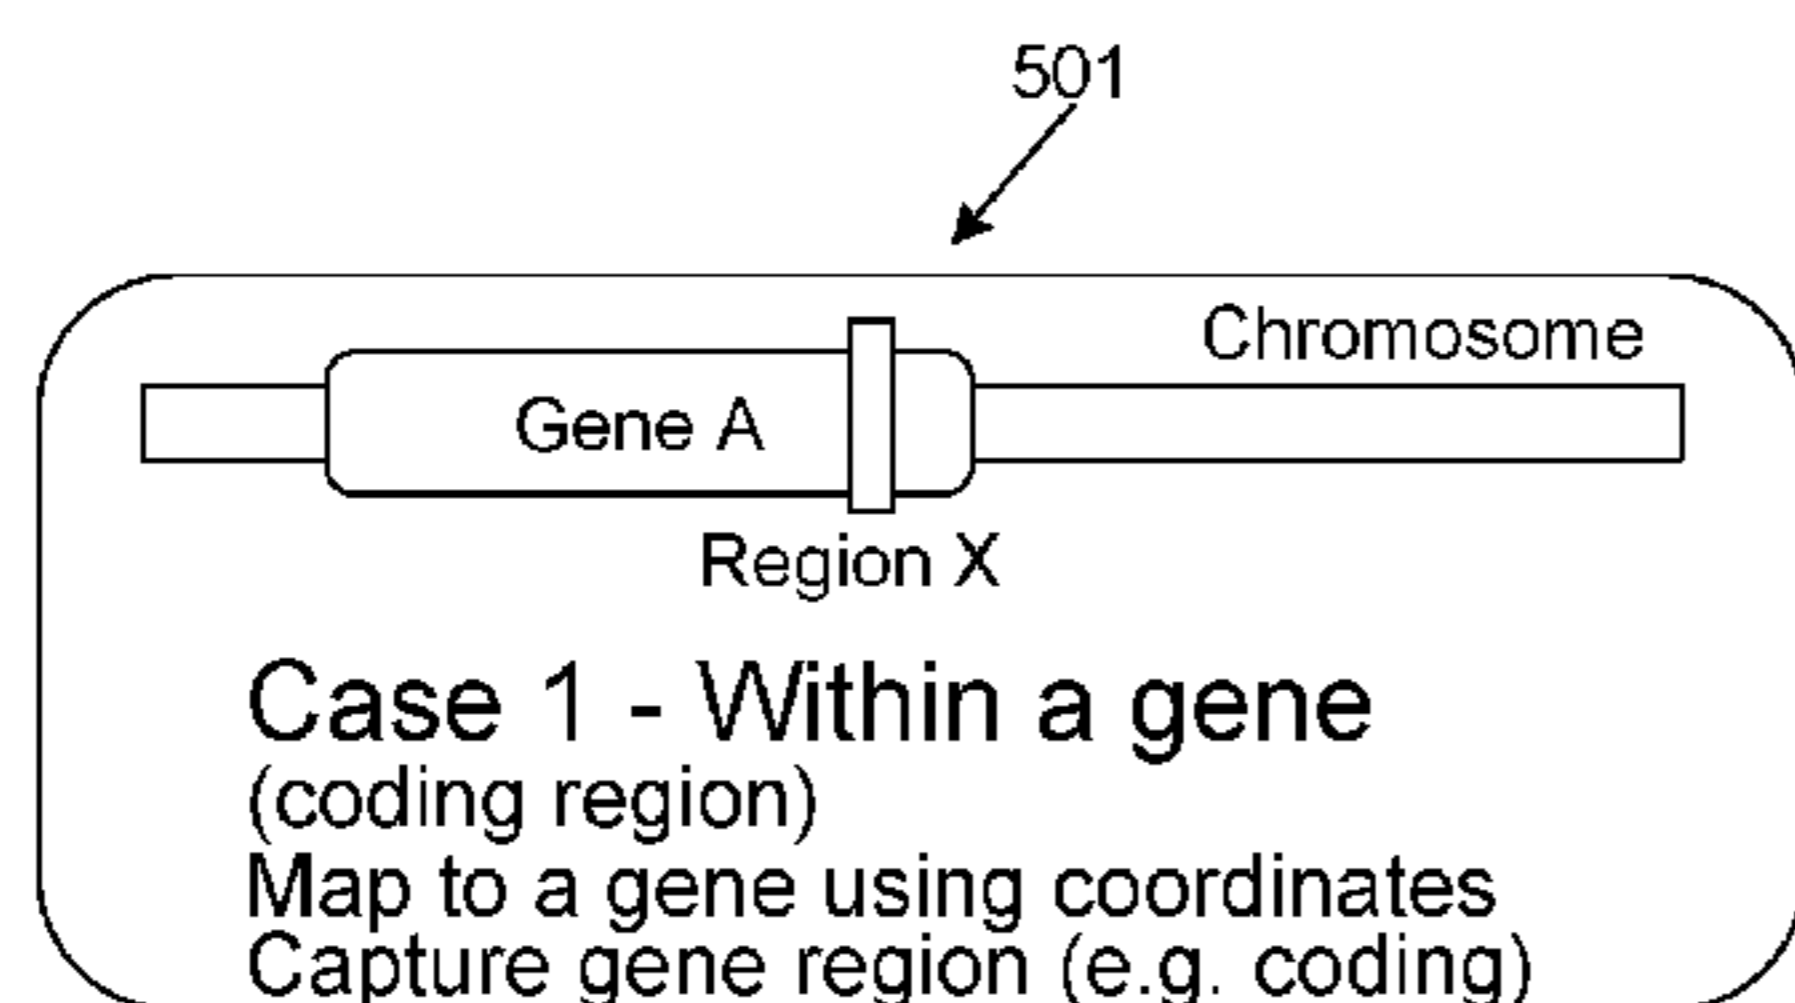 501
Chromosome
Gene A
Region X
Case 1 - Within a gene
(coding region)
Map to a gene using coordinates
Capture gene region (e.g. coding)